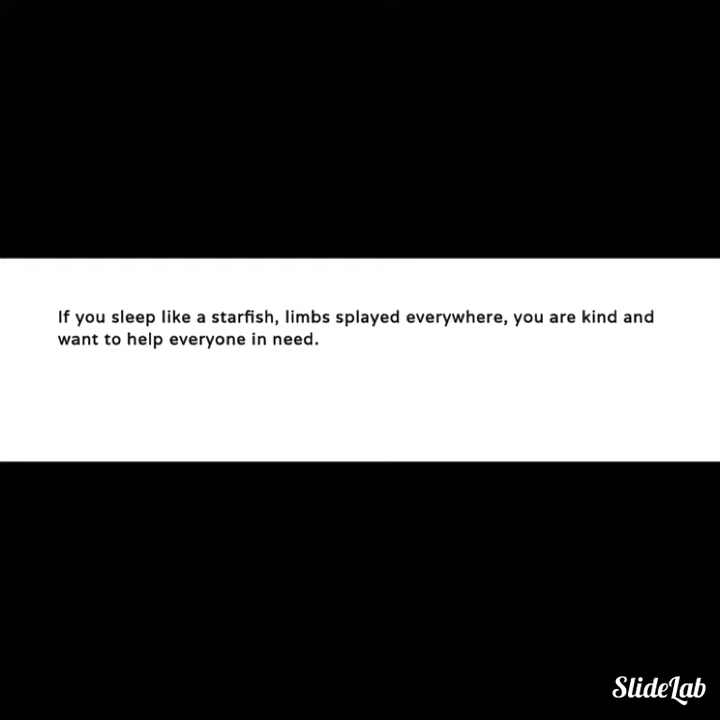 If you sleep like a starfish, limbs splayed everywhere, you are kind and
want to help everyone in need.
SlideLab